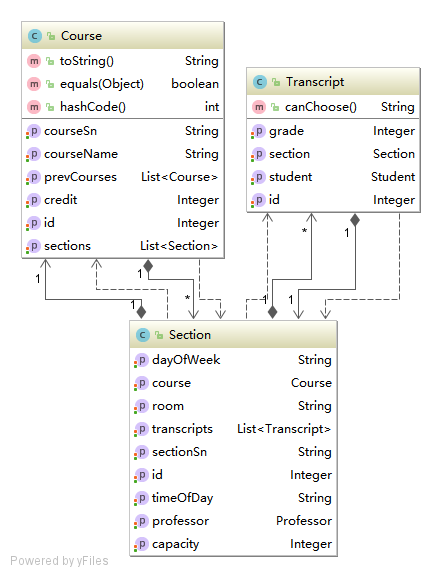 Course
toString() String
equals(Object) boolean
hashCode() int
courseSn String
courseName String
prevCourses List<Course>
credit Integer
id Integer
sections List<Section>
Transcript
canChoose() String
grade Integer
section Section
student Student
id Integer
1 1 * 1 * 1 1 1
Section
dayOfWeek String
course Course
room String
transcripts List<Transcript>
sectionSn String
id Integer
timeOfDay String
professor Professor
capacity Integer
Powered by yFiles